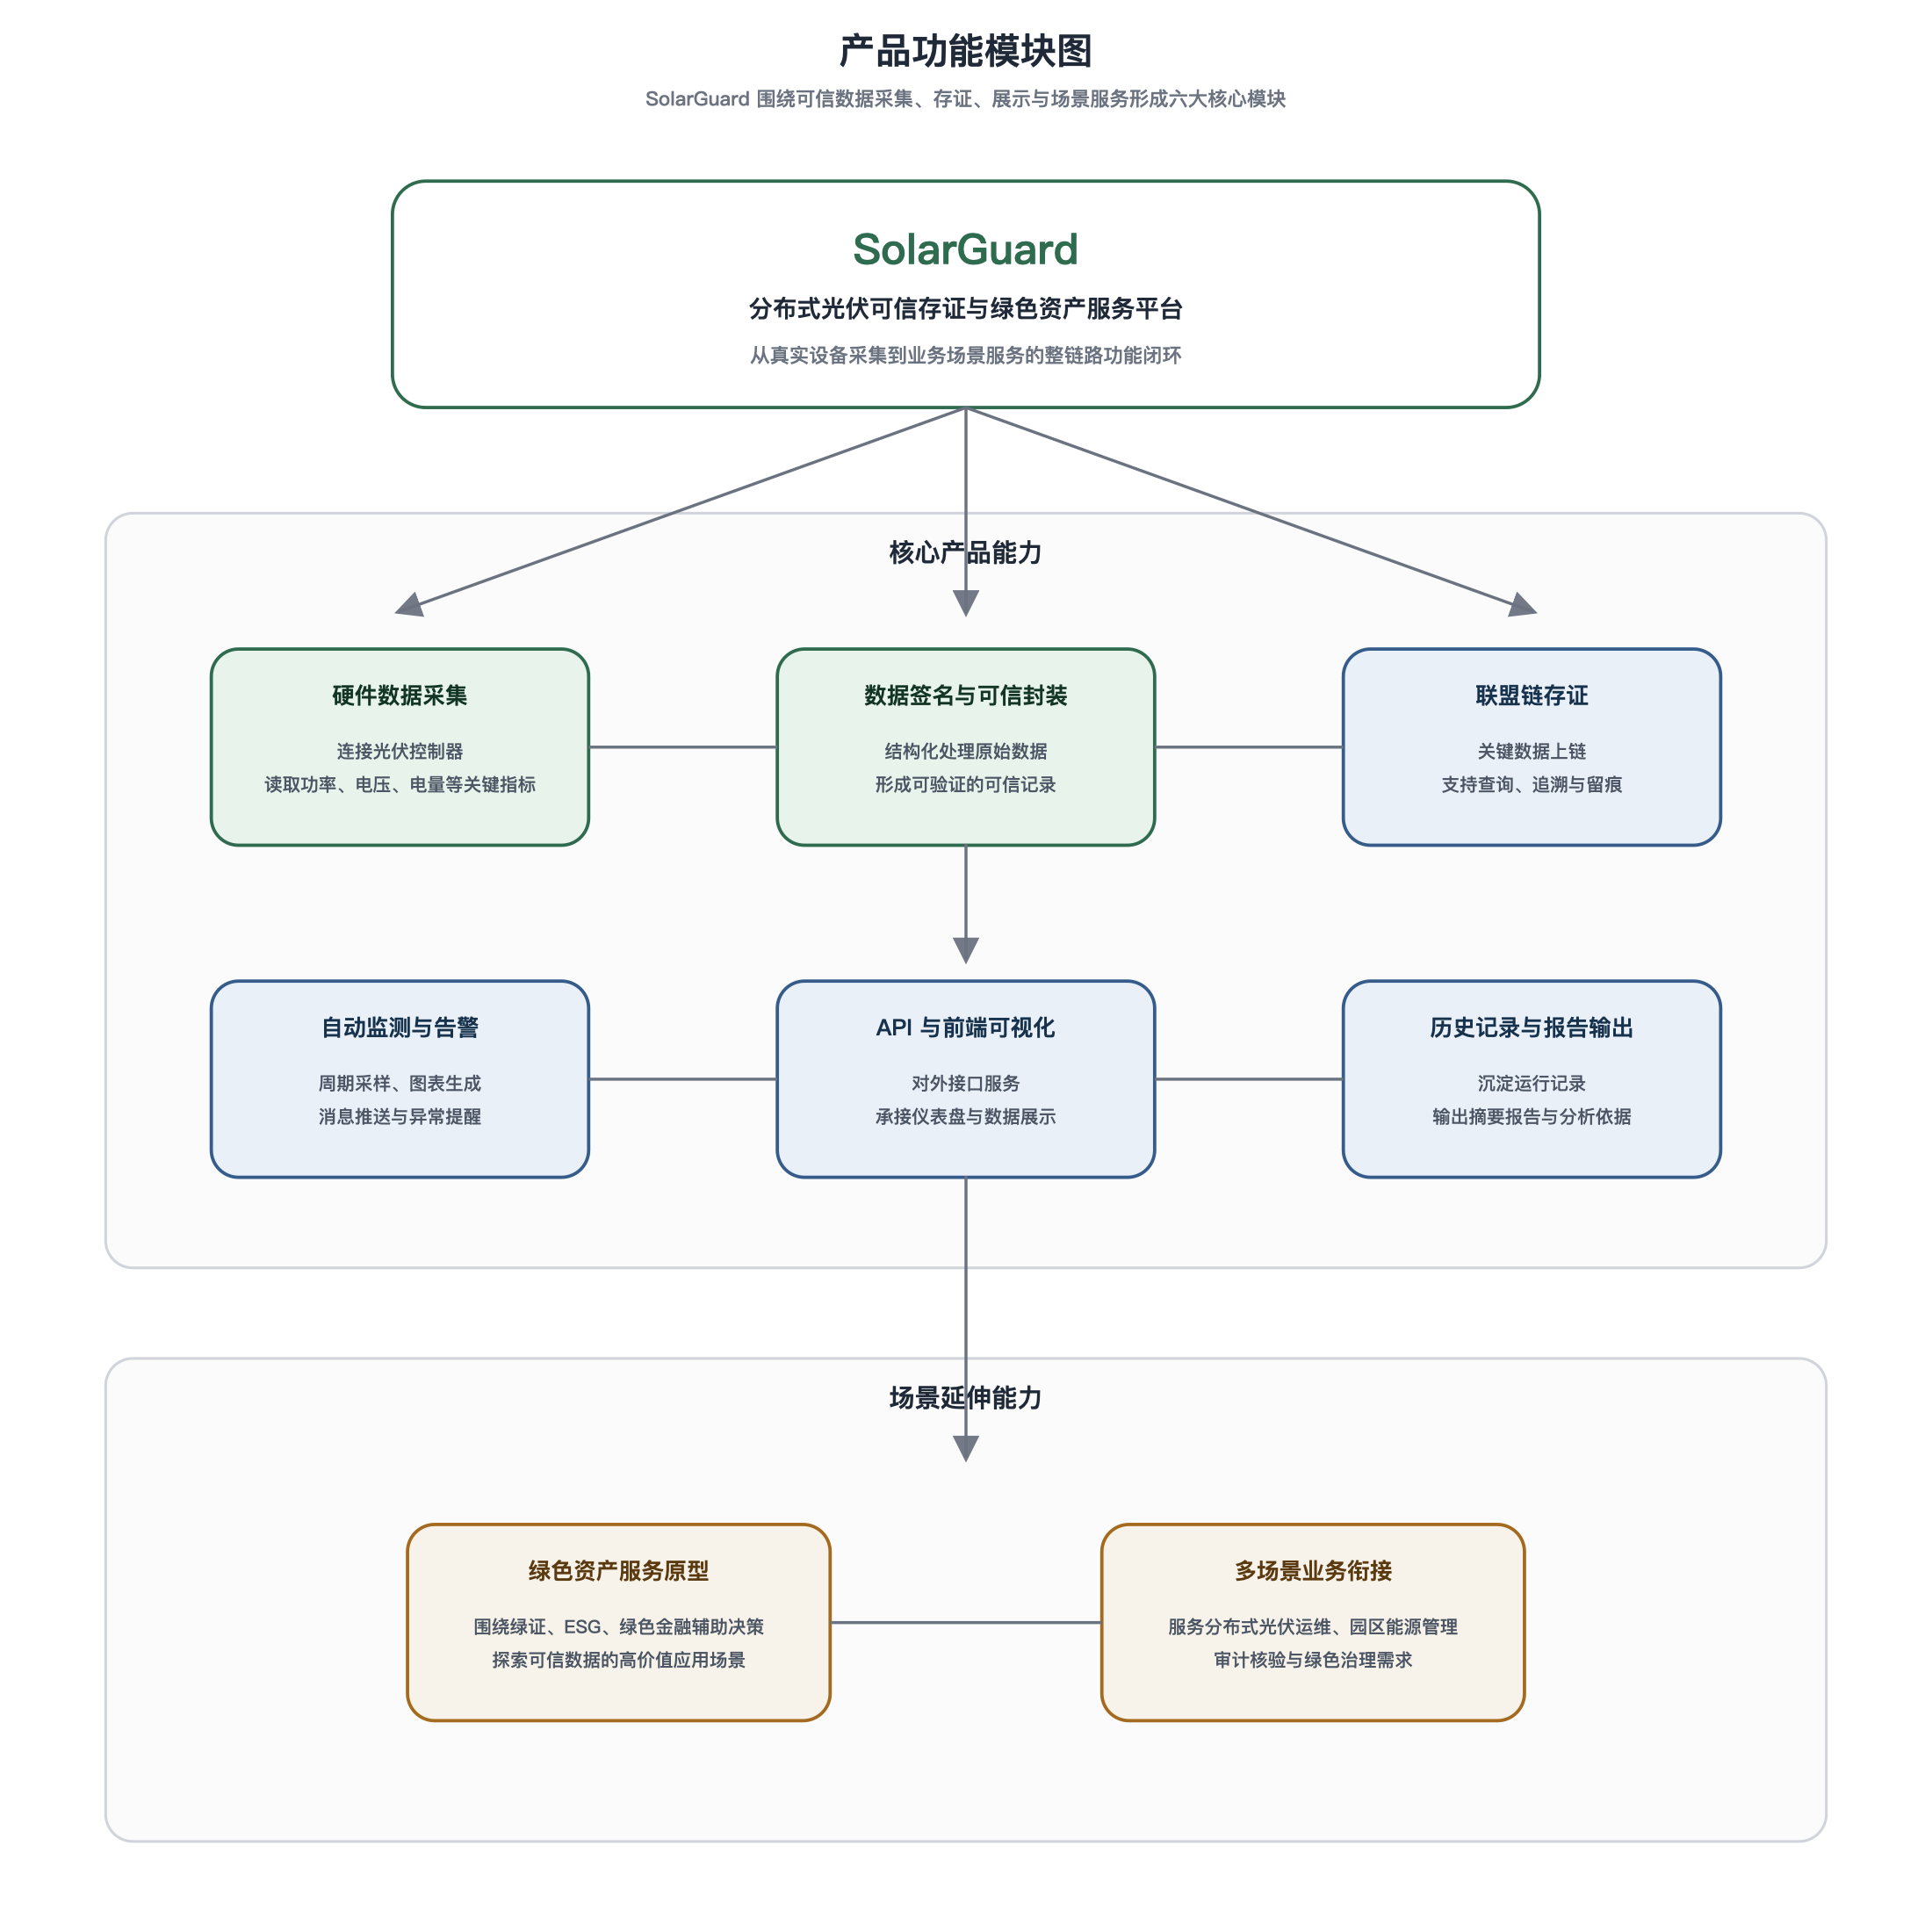 产品功能模块图
SolarGuard 围绕可信数据采集、存证、展示与场景服务形成六大核心模块
SolarGuard
分布式光伏可信存证与绿色资产服务平台
从真实设备采集到业务场景服务的整链路功能闭环
核心产品能力
硬件数据采集
连接光伏控制器
读取功率、电压、电量等关键指标
数据签名与可信封装
结构化处理原始数据
形成可验证的可信记录
联盟链存证
关键数据上链
支持查询、追溯与留痕
自动监测与告警
周期采样、图表生成
消息推送与异常提醒
API 与前端可视化
对外接口服务
承接仪表盘与数据展示
历史记录与报告输出
沉淀运行记录
输出摘要报告与分析依据
场景延伸能力
绿色资产服务原型
围绕绿证、ESG、绿色金融辅助决策
探索可信数据的高价值应用场景
多场景业务衔接
服务分布式光伏运维、园区能源管理
审计核验与绿色治理需求